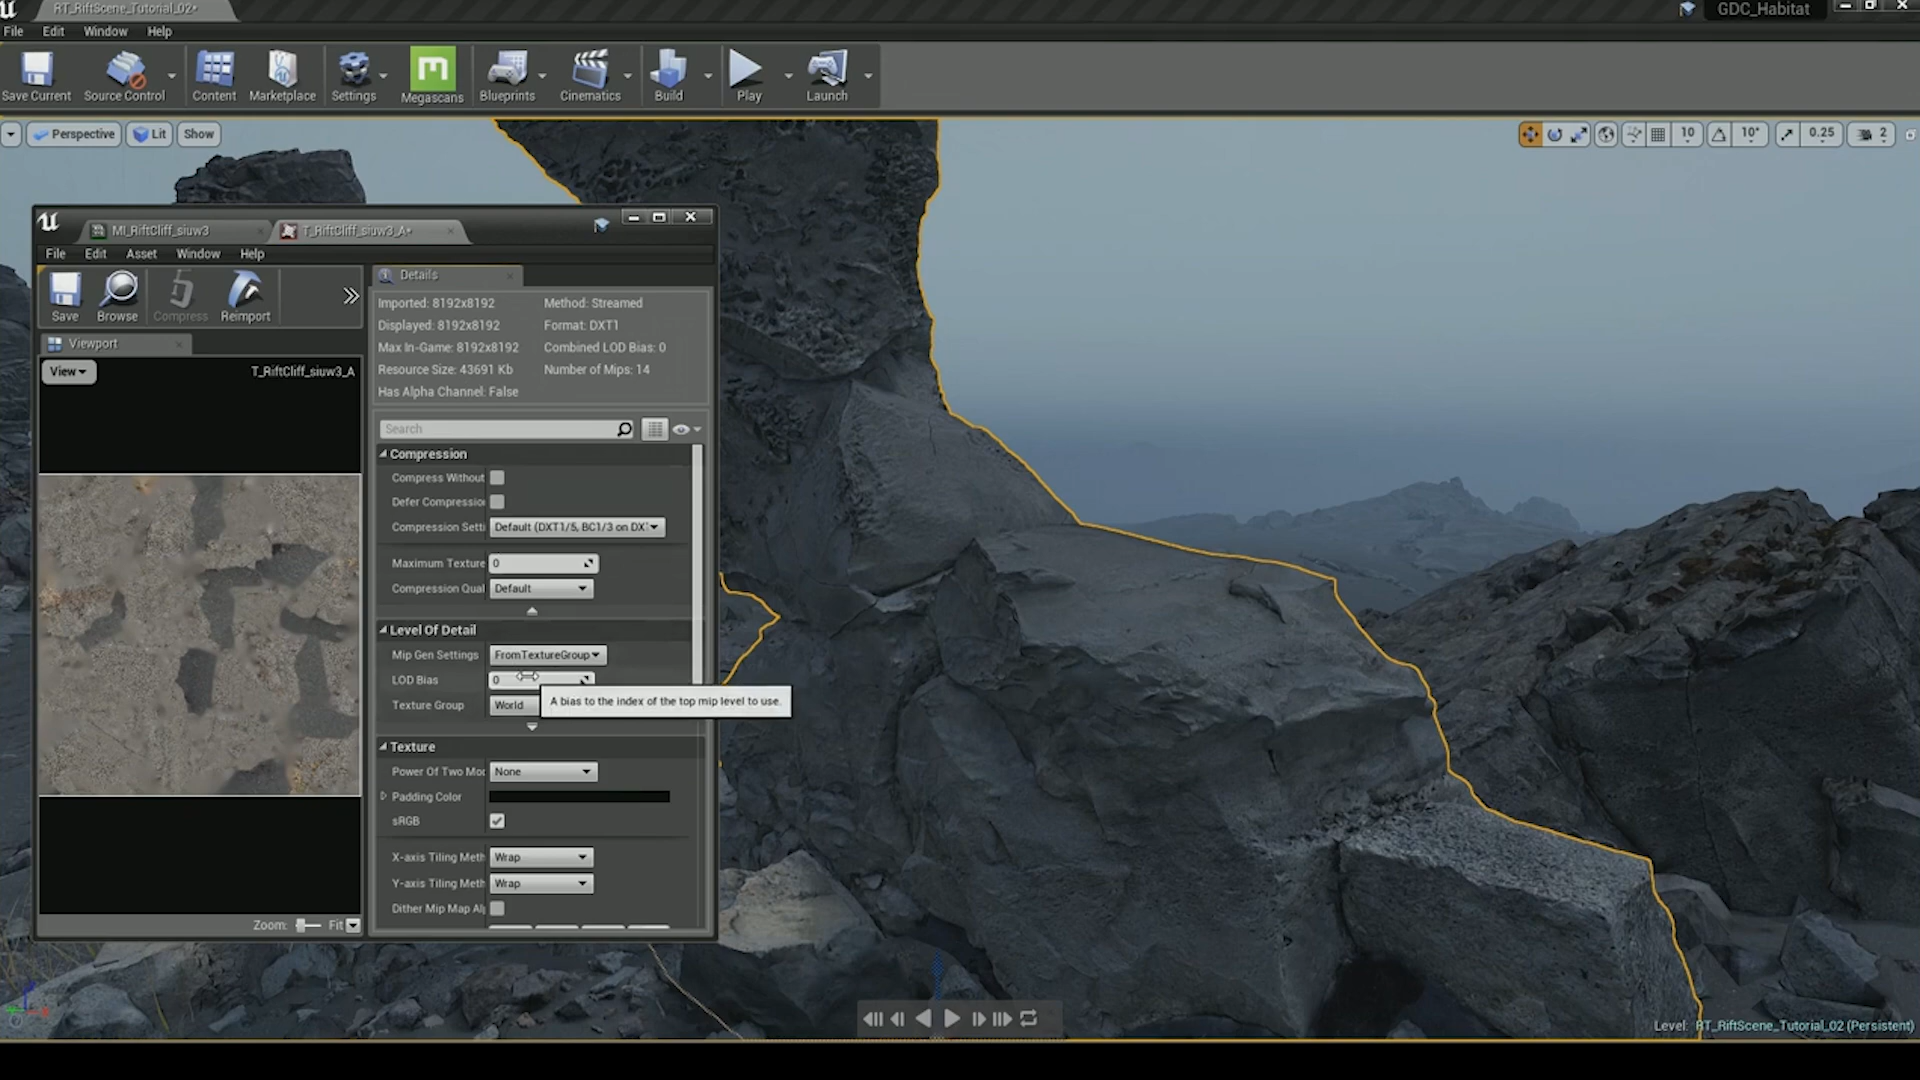 RT_RiftScene_Tutorial_02*
GDC_Habitat
File Edit Window Help
Save Current
Source Control
Content
Marketplace
Settings
Megascans
Blueprints
Cinematics
Build
Play
Launch
Perspective
Lit
Show
10
10°
0.25
2
MI_RiftCliff_siuw3
T_RiftCliff_siuw3_A*
File Edit Asset Window Help
Save
Browse
Compress
Reimport
Viewport
View
T_RiftCliff_siuw3_A
Zoom:
Fit
Details
Imported: 8192x8192
Method: Streamed
Displayed: 8192x8192
Format: DXT1
Max In-Game: 8192x8192
Combined LOD Bias: 0
Resource Size: 43691 Kb
Number of Mips: 14
Has Alpha Channel: False
Search
Compression
Compress Without
Defer Compressio
Compression Setti
Default (DXT1/5, BC1/3 on DX
Maximum Texture
0
Compression Qual
Default
Level Of Detail
Mip Gen Settings
FromTextureGroup
LOD Bias
0
Texture Group
World
A bias to the index of the top mip level to use.
Texture
Power Of Two Mod
None
Padding Color
sRGB
X-axis Tiling Meth
Wrap
Y-axis Tiling Meth
Wrap
Dither Mip Map Al
Level: RT_RiftScene_Tutorial_02 (Persistent)